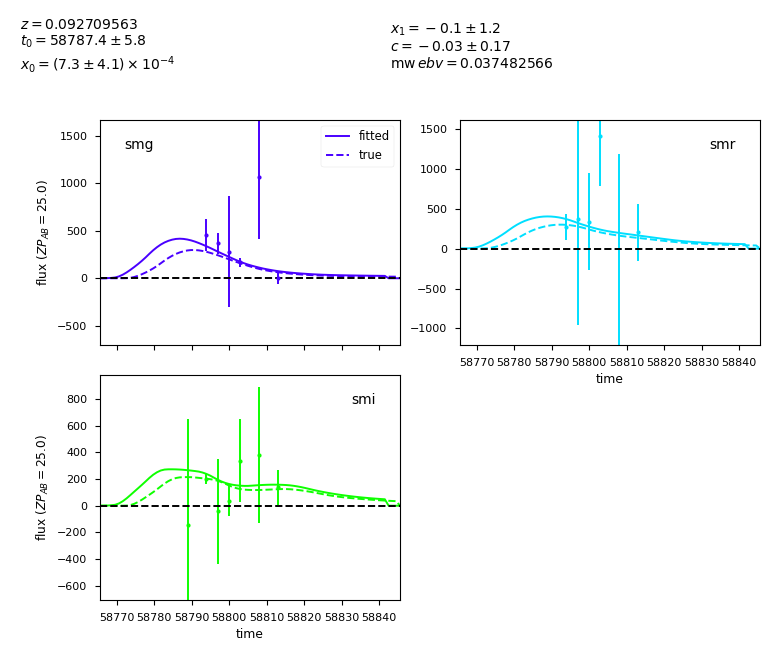 z = 0.092709563
t₀ = 58787.4 ± 5.8
x₀ = (7.3 ± 4.1) × 10⁻⁴
x₁ = −0.1 ± 1.2
c = −0.03 ± 0.17
mw ebv = 0.037482566
smg
fitted
true
1500
1000
500
0
−500
flux (ZP_AB = 25.0)
smr
1500
1000
500
0
−500
−1000
58770 58780 58790 58800 58810 58820 58830 58840
time
smi
800
600
400
200
0
−200
−400
−600
flux (ZP_AB = 25.0)
58770 58780 58790 58800 58810 58820 58830 58840
time